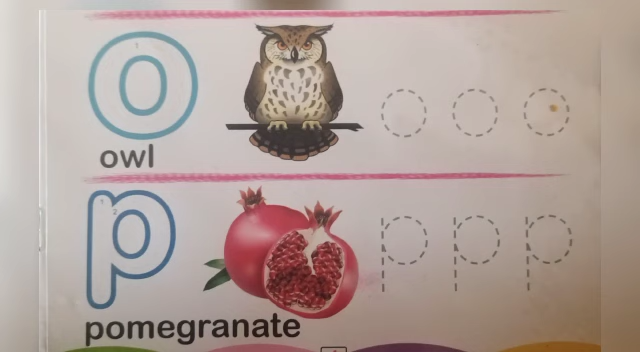 o
owl
o o o
p
pomegranate
p p p